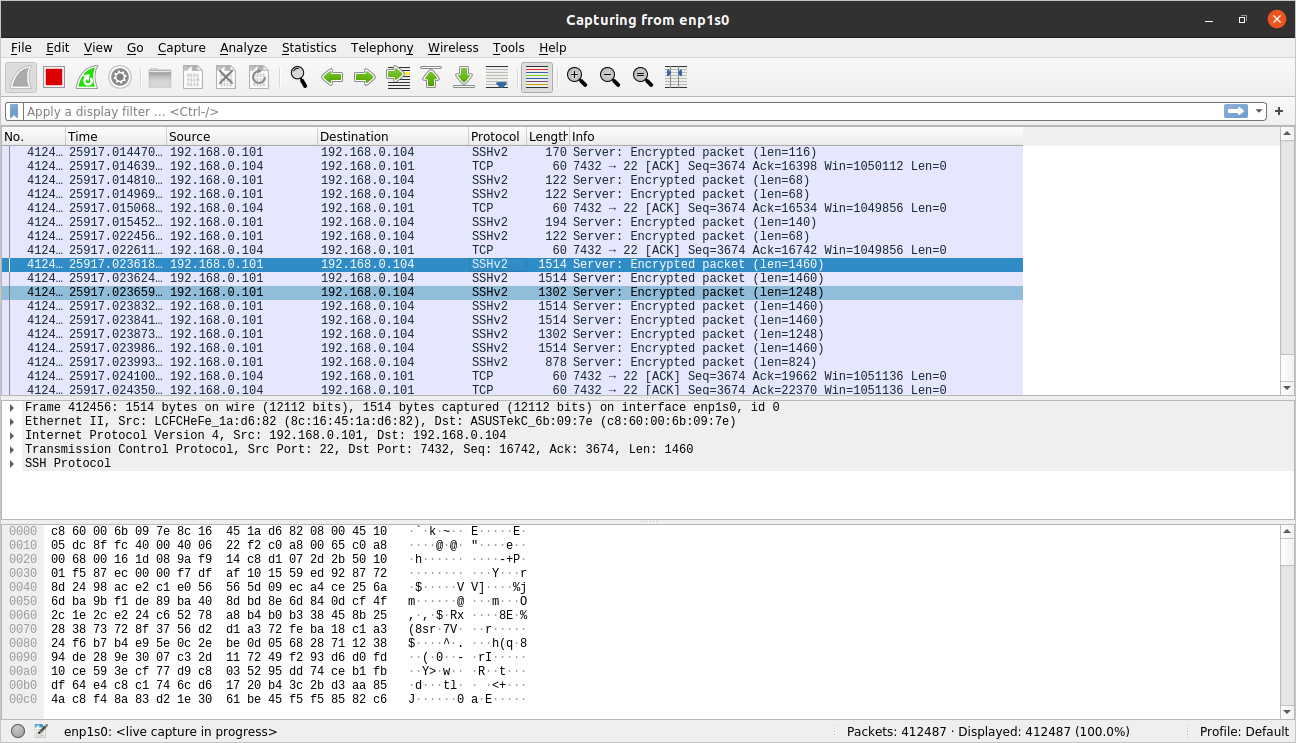 Capturing from enp1s0
File Edit View Go Capture Analyze Statistics Telephony Wireless Tools Help
Apply a display filter … <Ctrl-/>
No. Time Source Destination Protocol Length Info
4124… 25917.014470… 192.168.0.101 192.168.0.104 SSHv2 170 Server: Encrypted packet (len=116)
4124… 25917.014639… 192.168.0.104 192.168.0.101 TCP 60 7432 → 22 [ACK] Seq=3674 Ack=16398 Win=1050112 Len=0
4124… 25917.014810… 192.168.0.101 192.168.0.104 SSHv2 122 Server: Encrypted packet (len=68)
4124… 25917.014969… 192.168.0.101 192.168.0.104 SSHv2 122 Server: Encrypted packet (len=68)
4124… 25917.015068… 192.168.0.104 192.168.0.101 TCP 60 7432 → 22 [ACK] Seq=3674 Ack=16534 Win=1049856 Len=0
4124… 25917.015452… 192.168.0.101 192.168.0.104 SSHv2 194 Server: Encrypted packet (len=140)
4124… 25917.022456… 192.168.0.101 192.168.0.104 SSHv2 122 Server: Encrypted packet (len=68)
4124… 25917.022611… 192.168.0.104 192.168.0.101 TCP 60 7432 → 22 [ACK] Seq=3674 Ack=16742 Win=1049856 Len=0
4124… 25917.023618… 192.168.0.101 192.168.0.104 SSHv2 1514 Server: Encrypted packet (len=1460)
4124… 25917.023624… 192.168.0.101 192.168.0.104 SSHv2 1514 Server: Encrypted packet (len=1460)
4124… 25917.023659… 192.168.0.101 192.168.0.104 SSHv2 1302 Server: Encrypted packet (len=1248)
4124… 25917.023832… 192.168.0.101 192.168.0.104 SSHv2 1514 Server: Encrypted packet (len=1460)
4124… 25917.023841… 192.168.0.101 192.168.0.104 SSHv2 1514 Server: Encrypted packet (len=1460)
4124… 25917.023873… 192.168.0.101 192.168.0.104 SSHv2 1302 Server: Encrypted packet (len=1248)
4124… 25917.023986… 192.168.0.101 192.168.0.104 SSHv2 1514 Server: Encrypted packet (len=1460)
4124… 25917.023993… 192.168.0.101 192.168.0.104 SSHv2 878 Server: Encrypted packet (len=824)
4124… 25917.024100… 192.168.0.104 192.168.0.101 TCP 60 7432 → 22 [ACK] Seq=3674 Ack=19662 Win=1051136 Len=0
4124… 25917.024350… 192.168.0.104 192.168.0.101 TCP 60 7432 → 22 [ACK] Seq=3674 Ack=22370 Win=1051136 Len=0
Frame 412456: 1514 bytes on wire (12112 bits), 1514 bytes captured (12112 bits) on interface enp1s0, id 0
Ethernet II, Src: LCFCHeFe_1a:d6:82 (8c:16:45:1a:d6:82), Dst: ASUSTekC_6b:09:7e (c8:60:00:6b:09:7e)
Internet Protocol Version 4, Src: 192.168.0.101, Dst: 192.168.0.104
Transmission Control Protocol, Src Port: 22, Dst Port: 7432, Seq: 16742, Ack: 3674, Len: 1460
SSH Protocol
0000 c8 60 00 6b 09 7e 8c 16 45 1a d6 82 08 00 45 10 ·`·k·~·· E·····E·
0010 05 dc 8f fc 40 00 40 06 22 f2 c0 a8 00 65 c0 a8 ····@·@· "····e··
0020 00 68 00 16 1d 08 9a f9 14 c8 d1 07 2d 2b 50 10 ·h······ ····-+P·
0030 01 f5 87 ec 00 00 f7 df af 10 15 59 ed 92 87 72 ········ ···Y···r
0040 8d 24 98 ac e2 c1 e0 56 56 5d 09 ec a4 ce 25 6a ·$·····V V]····%j
0050 6d ba 9b f1 de 89 ba 40 8d bd 8e 6d 84 0d cf 4f m······@ ···m···O
0060 2c 1e 2c e2 24 c6 52 78 a8 b4 b0 b3 38 45 8b 25 ,·,·$·Rx ····8E·%
0070 28 38 73 72 8f 37 56 d2 d1 a3 72 fe ba 18 c1 a3 (8sr·7V· ··r·····
0080 24 f6 b7 b4 e9 5e 0c 2e be 0d 05 68 28 71 12 38 $····^·. ···h(q·8
0090 94 de 28 9e 30 07 c3 2d 11 72 49 f2 93 d6 d0 fd ··(·0··- ·rI·····
00a0 10 ce 59 3e cf 77 d9 c8 03 52 95 dd 74 ce b1 fb ··Y>·w·· ·R··t···
00b0 df 64 e4 c8 c1 74 6c d6 17 20 b4 3c 2b d3 aa 85 ·d···tl· · ·<+···
00c0 4a c8 f4 8a 83 d2 1e 30 61 be 45 f5 f5 85 82 c6 J······0 a·E·····
enp1s0: <live capture in progress> Packets: 412487 · Displayed: 412487 (100.0%) Profile: Default